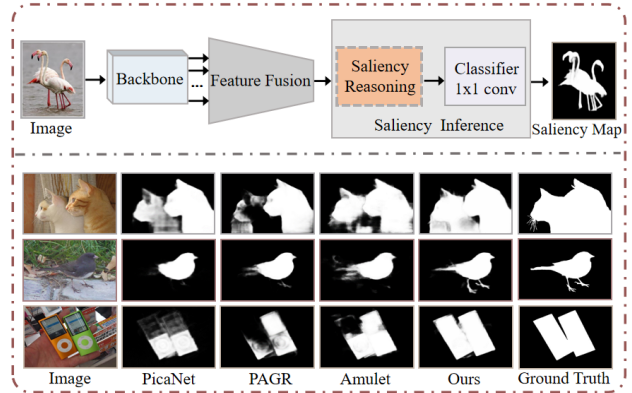 Image
Backbone
...
Feature Fusion
Saliency
Reasoning
Classifier
1x1 conv
Saliency Inference
Saliency Map
Image
PicaNet
PAGR
Amulet
Ours
Ground Truth